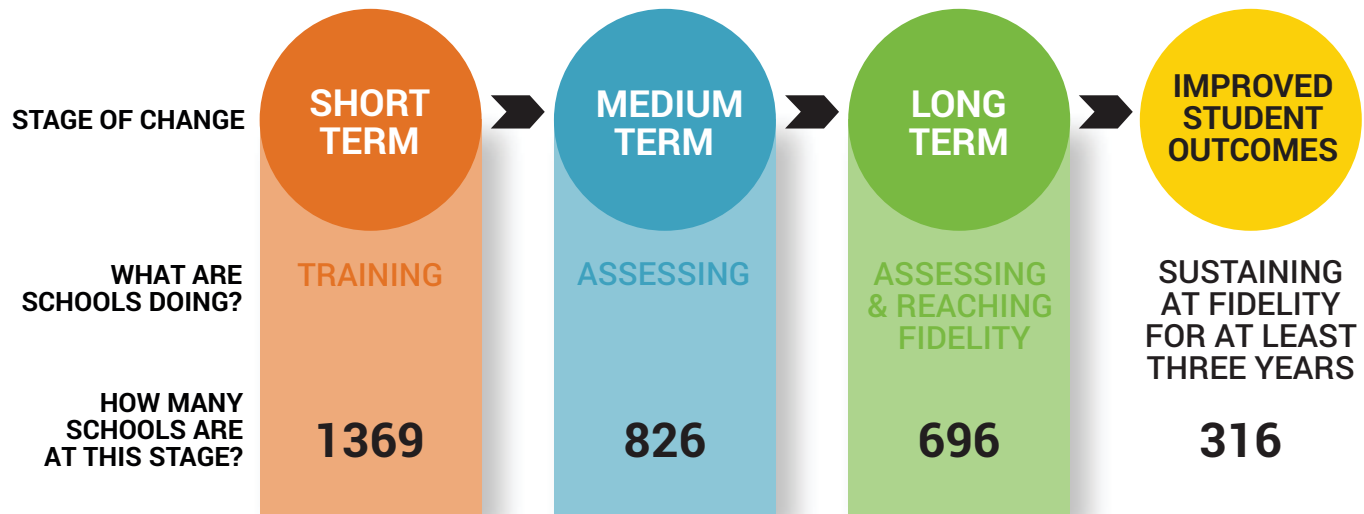 STAGE OF CHANGE
SHORT
TERM
MEDIUM
TERM
LONG
TERM
IMPROVED
STUDENT
OUTCOMES
WHAT ARE
SCHOOLS DOING?
TRAINING
ASSESSING
ASSESSING
& REACHING
FIDELITY
SUSTAINING
AT FIDELITY
FOR AT LEAST
THREE YEARS
HOW MANY
SCHOOLS ARE
AT THIS STAGE?
1369
826
696
316